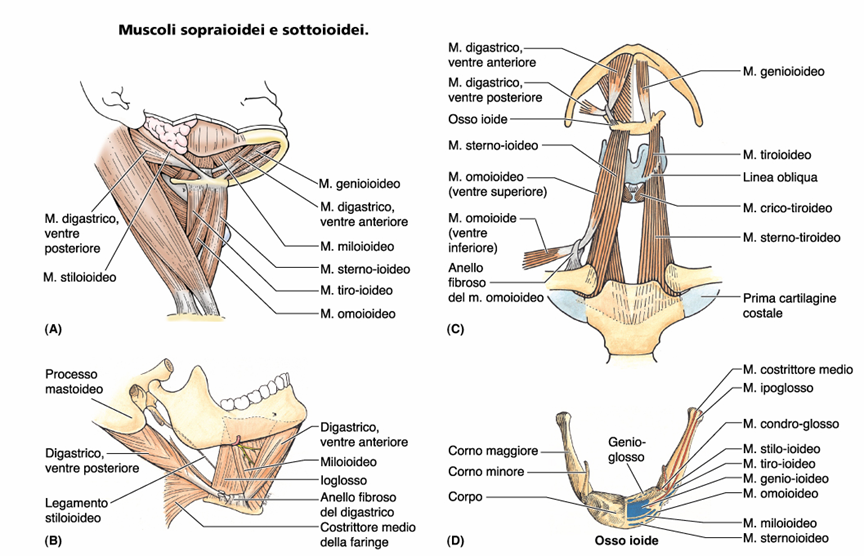 Muscoli sopraioidei e sottoioidei.
M. digastrico,
ventre
posteriore
M. stiloioideo
M. genioioideo
M. digastrico,
ventre anteriore
M. miloioideo
M. sterno-ioideo
M. tiro-ioideo
M. omoioideo
(A)
Processo
mastoideo
Digastrico,
ventre posteriore
Legamento
stiloioideo
Digastrico,
ventre anteriore
Miloioideo
Ioglosso
Anello fibroso
del digastrico
Costrittore medio
della faringe
(B)
M. digastrico,
ventre anteriore
M. digastrico,
ventre posteriore
Osso ioide
M. sterno-ioideo
M. omoioideo
(ventre superiore)
M. omoioide
(ventre
inferiore)
Anello
fibroso
del m. omoioideo
M. genioioideo
M. tiroioideo
Linea obliqua
M. crico-tiroideo
M. sterno-tiroideo
Prima cartilagine
costale
(C)
Corno maggiore
Corno minore
Corpo
Genio-
glosso
M. costrittore medio
M. ipoglosso
M. condro-glosso
M. stilo-ioideo
M. tiro-ioideo
M. genio-ioideo
M. omoioideo
M. miloioideo
M. sternoioideo
(D)
Osso ioide